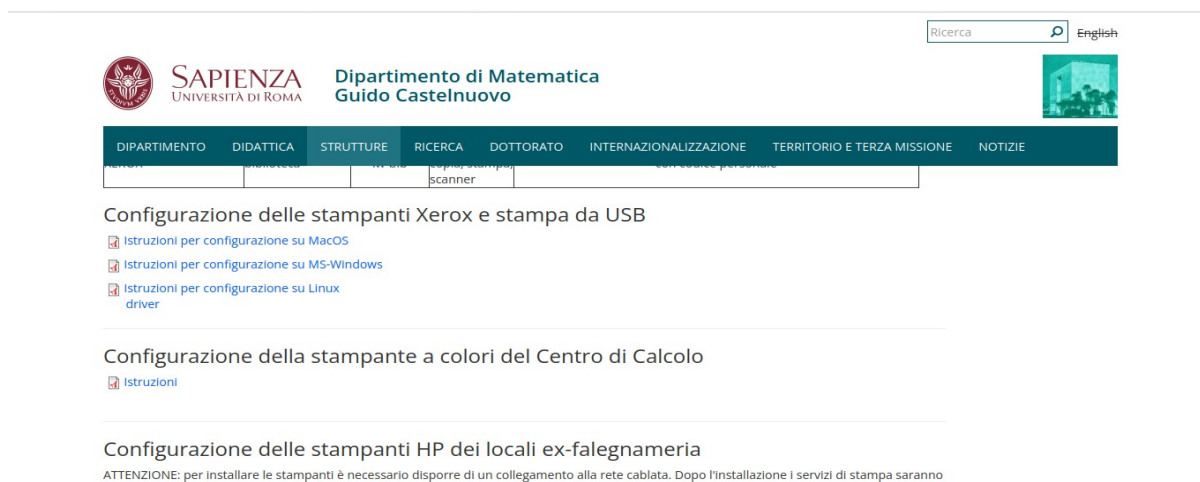 Ricerca
English
SAPIENZA
UNIVERSITÀ DI ROMA
Dipartimento di Matematica
Guido Castelnuovo
DIPARTIMENTO DIDATTICA STRUTTURE RICERCA DOTTORATO INTERNAZIONALIZZAZIONE TERRITORIO E TERZA MISSIONE NOTIZIE
copia, stampa,
scanner
Configurazione delle stampanti Xerox e stampa da USB
Istruzioni per configurazione su MacOS
Istruzioni per configurazione su MS-Windows
Istruzioni per configurazione su Linux
driver
Configurazione della stampante a colori del Centro di Calcolo
Istruzioni
Configurazione delle stampanti HP dei locali ex-falegnameria
ATTENZIONE: per installare le stampanti è necessario disporre di un collegamento alla rete cablata. Dopo l'installazione i servizi di stampa saranno